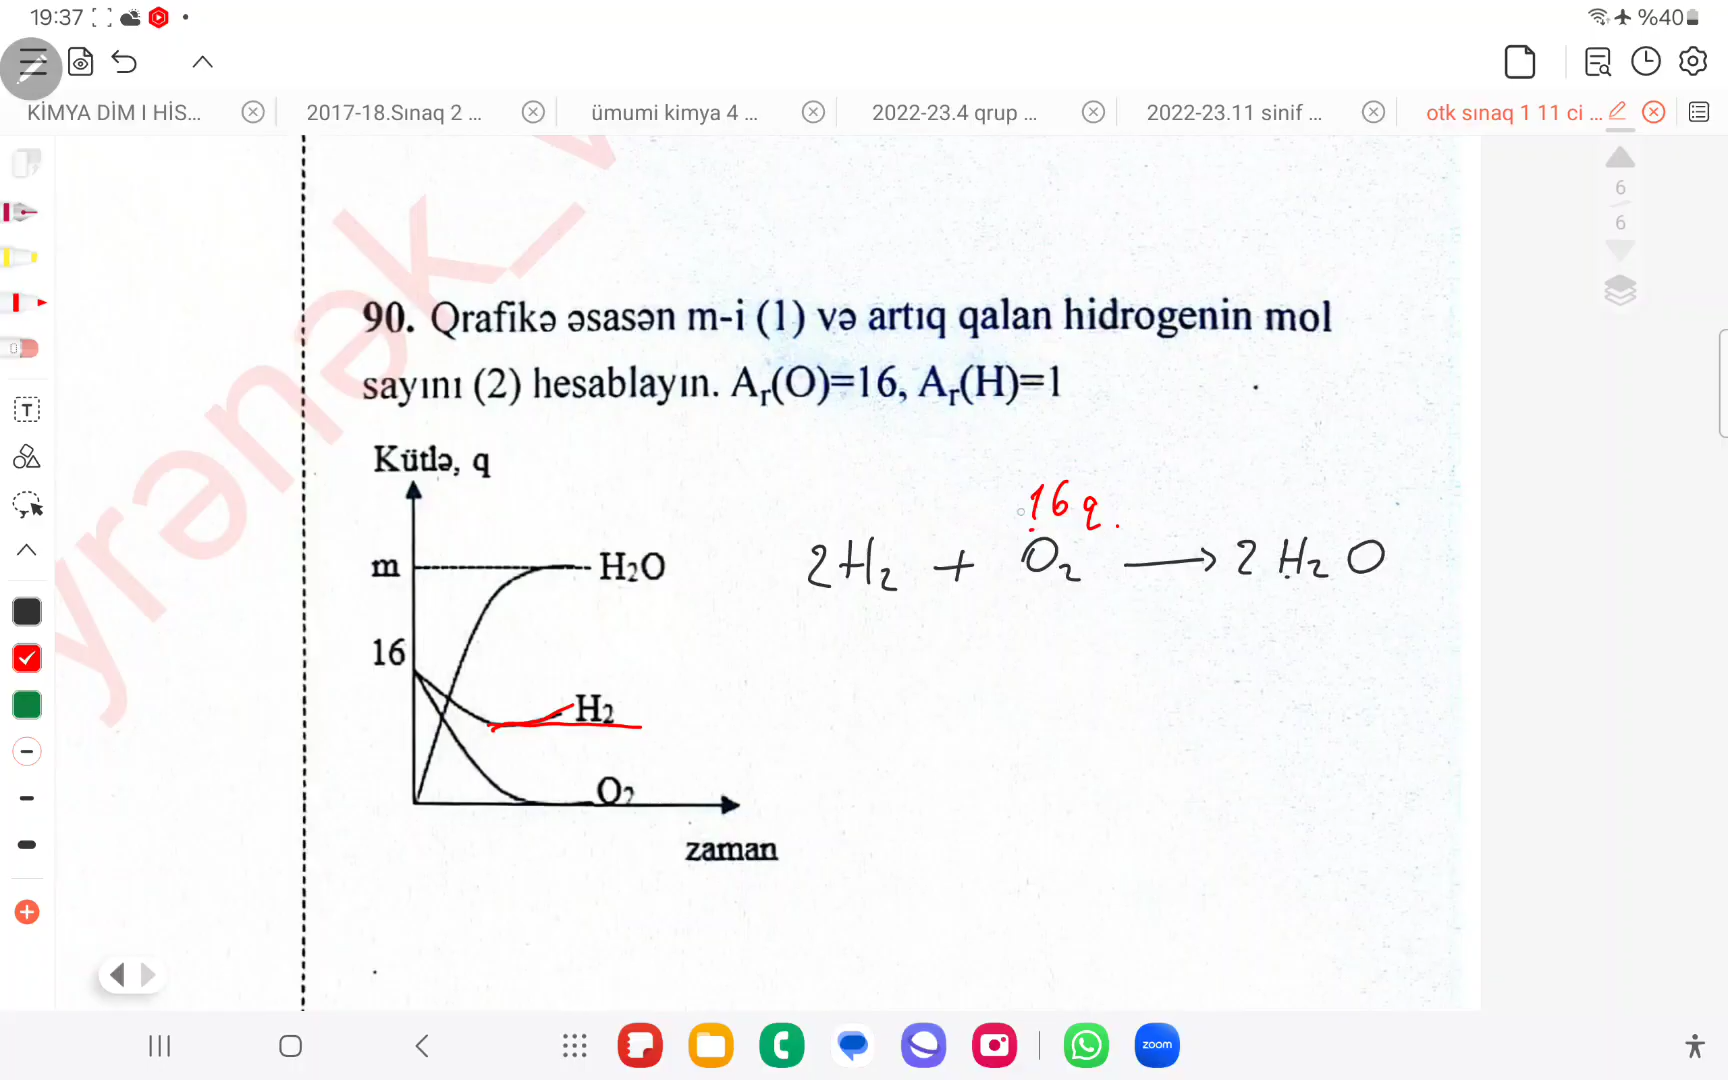 19:37
%40
KİMYA DİM I HİS...
2017-18.Sınaq 2 ...
ümumi kimya 4 ...
2022-23.4 qrup ...
2022-23.11 sinif ...
otk sınaq 1 11 ci ...
6
6
90. Qrafikə əsasən m-i (1) və artıq qalan hidrogenin mol
sayını (2) hesablayın. Aᵣ(O)=16, Aᵣ(H)=1
Kütlə, q
m
H₂O
16
H₂
O₂
zaman
16 q.
2H₂ + O₂ → 2 H₂O
yrənək_v
T
zoom